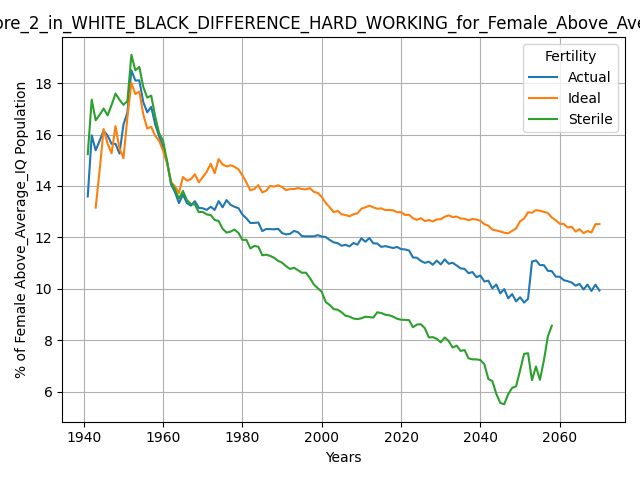 ore_2_in_WHITE_BLACK_DIFFERENCE_HARD_WORKING_for_Female_Above_Ave
Fertility
Actual
Ideal
Sterile
% of Female Above_Average_IQ Population
18
16
14
12
10
8
6
1940
1960
1980
2000
2020
2040
2060
Years